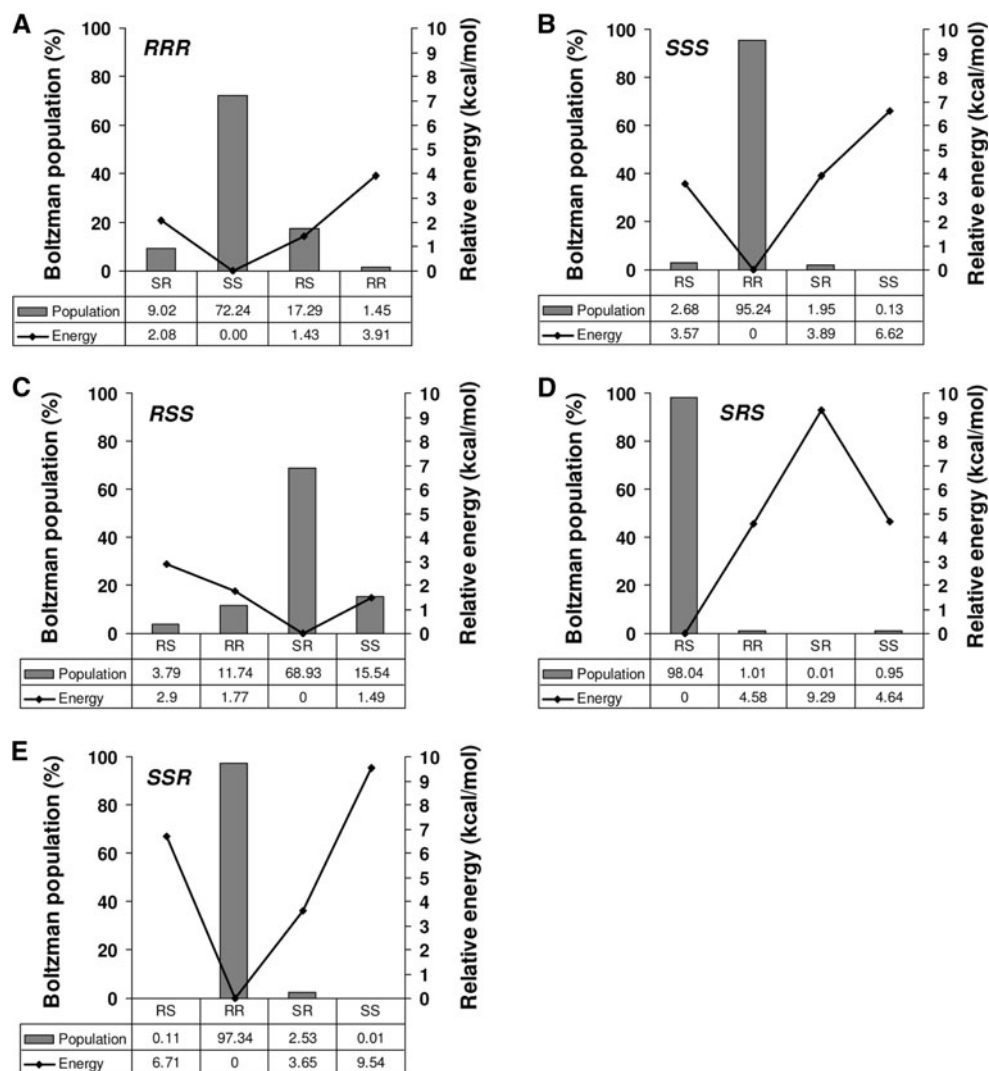 A
RRR
Boltzman population (%)
Relative energy (kcal/mol)
100
80
60
40
20
0
10
9
8
7
6
5
4
3
2
1
0
SR SS RS RR
Population 9.02 72.24 17.29 1.45
Energy 2.08 0.00 1.43 3.91
B
SSS
Boltzman population (%)
Relative energy (kcal/mol)
100
80
60
40
20
0
10
9
8
7
6
5
4
3
2
1
0
RS RR SR SS
Population 2.68 95.24 1.95 0.13
Energy 3.57 0 3.89 6.62
C
RSS
Boltzman population (%)
Relative energy (kcal/mol)
100
80
60
40
20
0
10
9
8
7
6
5
4
3
2
1
0
RS RR SR SS
Population 3.79 11.74 68.93 15.54
Energy 2.9 1.77 0 1.49
D
SRS
Boltzman population (%)
Relative energy (kcal/mol)
100
80
60
40
20
0
10
9
8
7
6
5
4
3
2
1
0
RS RR SR SS
Population 98.04 1.01 0.01 0.95
Energy 0 4.58 9.29 4.64
E
SSR
Boltzman population (%)
Relative energy (kcal/mol)
100
80
60
40
20
0
10
9
8
7
6
5
4
3
2
1
0
RS RR SR SS
Population 0.11 97.34 2.53 0.01
Energy 6.71 0 3.65 9.54